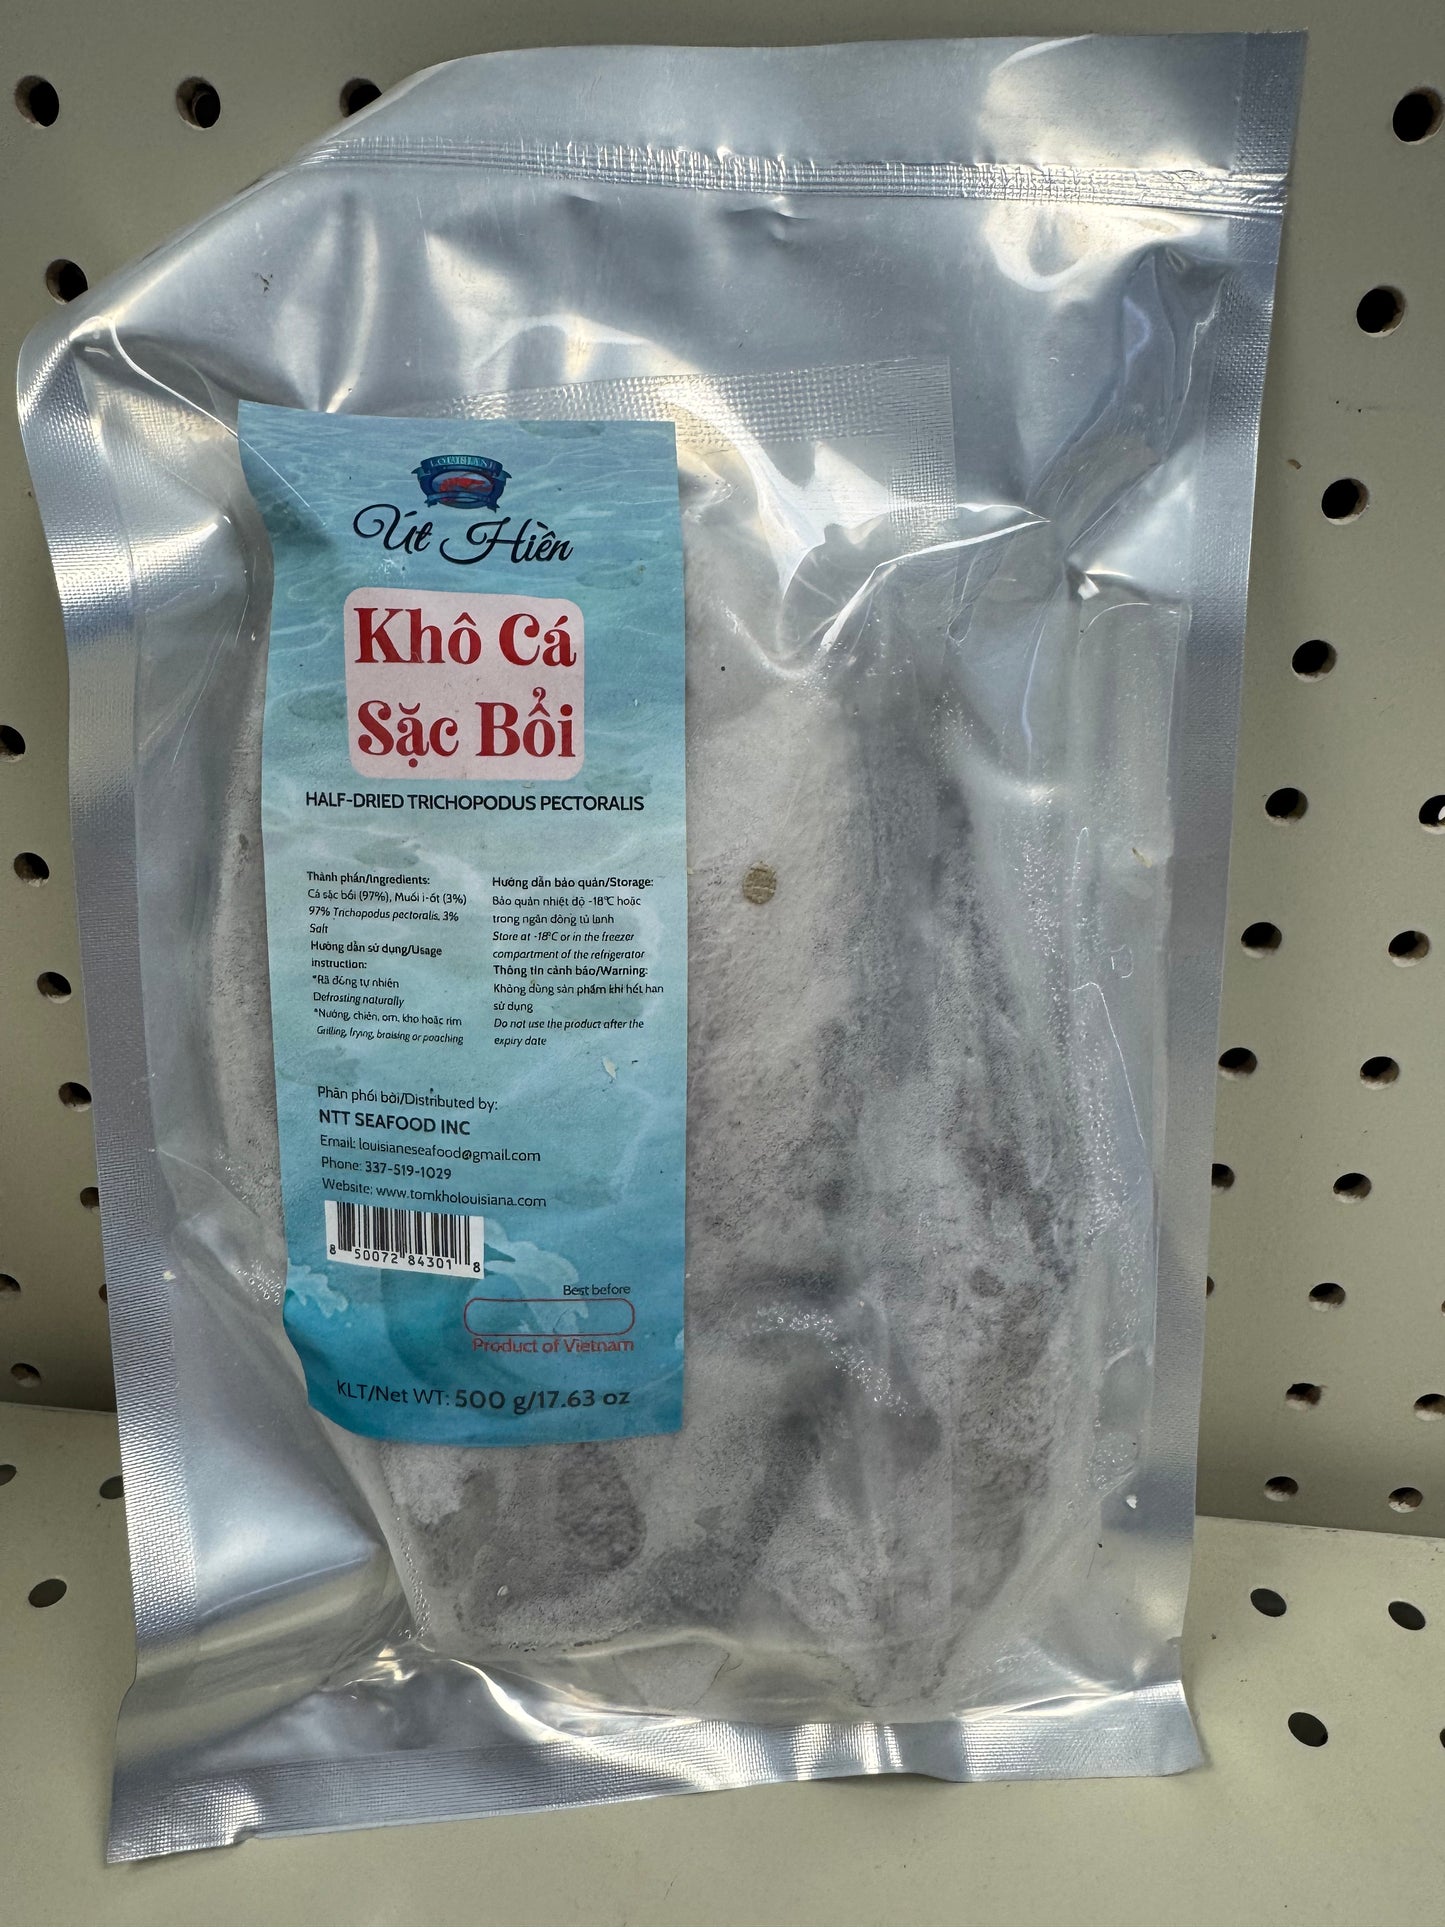 LOUISIANE
Út Hiền
Khô Cá
Sặc Bổi
HALF-DRIED TRICHOPODUS PECTORALIS
Thành phần/Ingredients:
Cá sặc bổi (97%), Muối i-ốt (3%)
97% Trichopodus pectoralis, 3%
Salt
Hướng dẫn sử dụng/Usage
instruction:
*Rã đông tự nhiên
Defrosting naturally
*Nướng, chiên, om, kho hoặc rim
Grilling, frying, braising or poaching
Hướng dẫn bảo quản/Storage:
Bảo quản nhiệt độ -18°C hoặc
trong ngăn đông tủ lạnh
Store at -18°C or in the freezer
compartment of the refrigerator
Thông tin cảnh báo/Warning:
Không dùng sản phẩm khi hết hạn
sử dụng
Do not use the product after the
expiry date
Phân phối bởi/Distributed by:
NTT SEAFOOD INC
Email: louisianeseafood@gmail.com
Phone: 337-519-1029
Website: www.tomkholouisiana.com
8 50072 84301 8
Best before
Product of Vietnam
KLT/Net WT: 500 g/17.63 oz